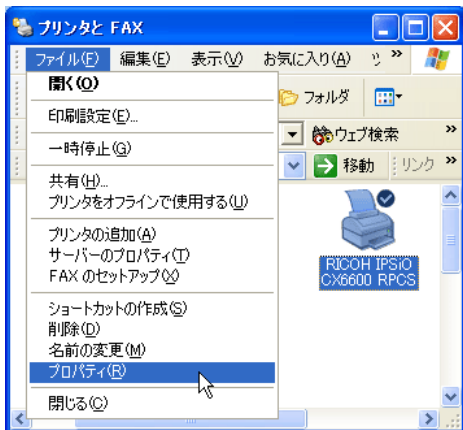 プリンタと FAX
ファイル(F) 編集(E) 表示(V) お気に入り(A) ツ »
開く(O)
フォルダ
印刷設定(E)...
ウェブ検索 »
一時停止(G)
移動 リンク »
共有(H)...
プリンタをオフラインで使用する(U)
プリンタの追加(A)
サーバーのプロパティ(T)
FAX のセットアップ(X)
RICOH IPSiO
CX6600 RPCS
ショートカットの作成(S)
削除(D)
名前の変更(M)
プロパティ(R)
閉じる(C)